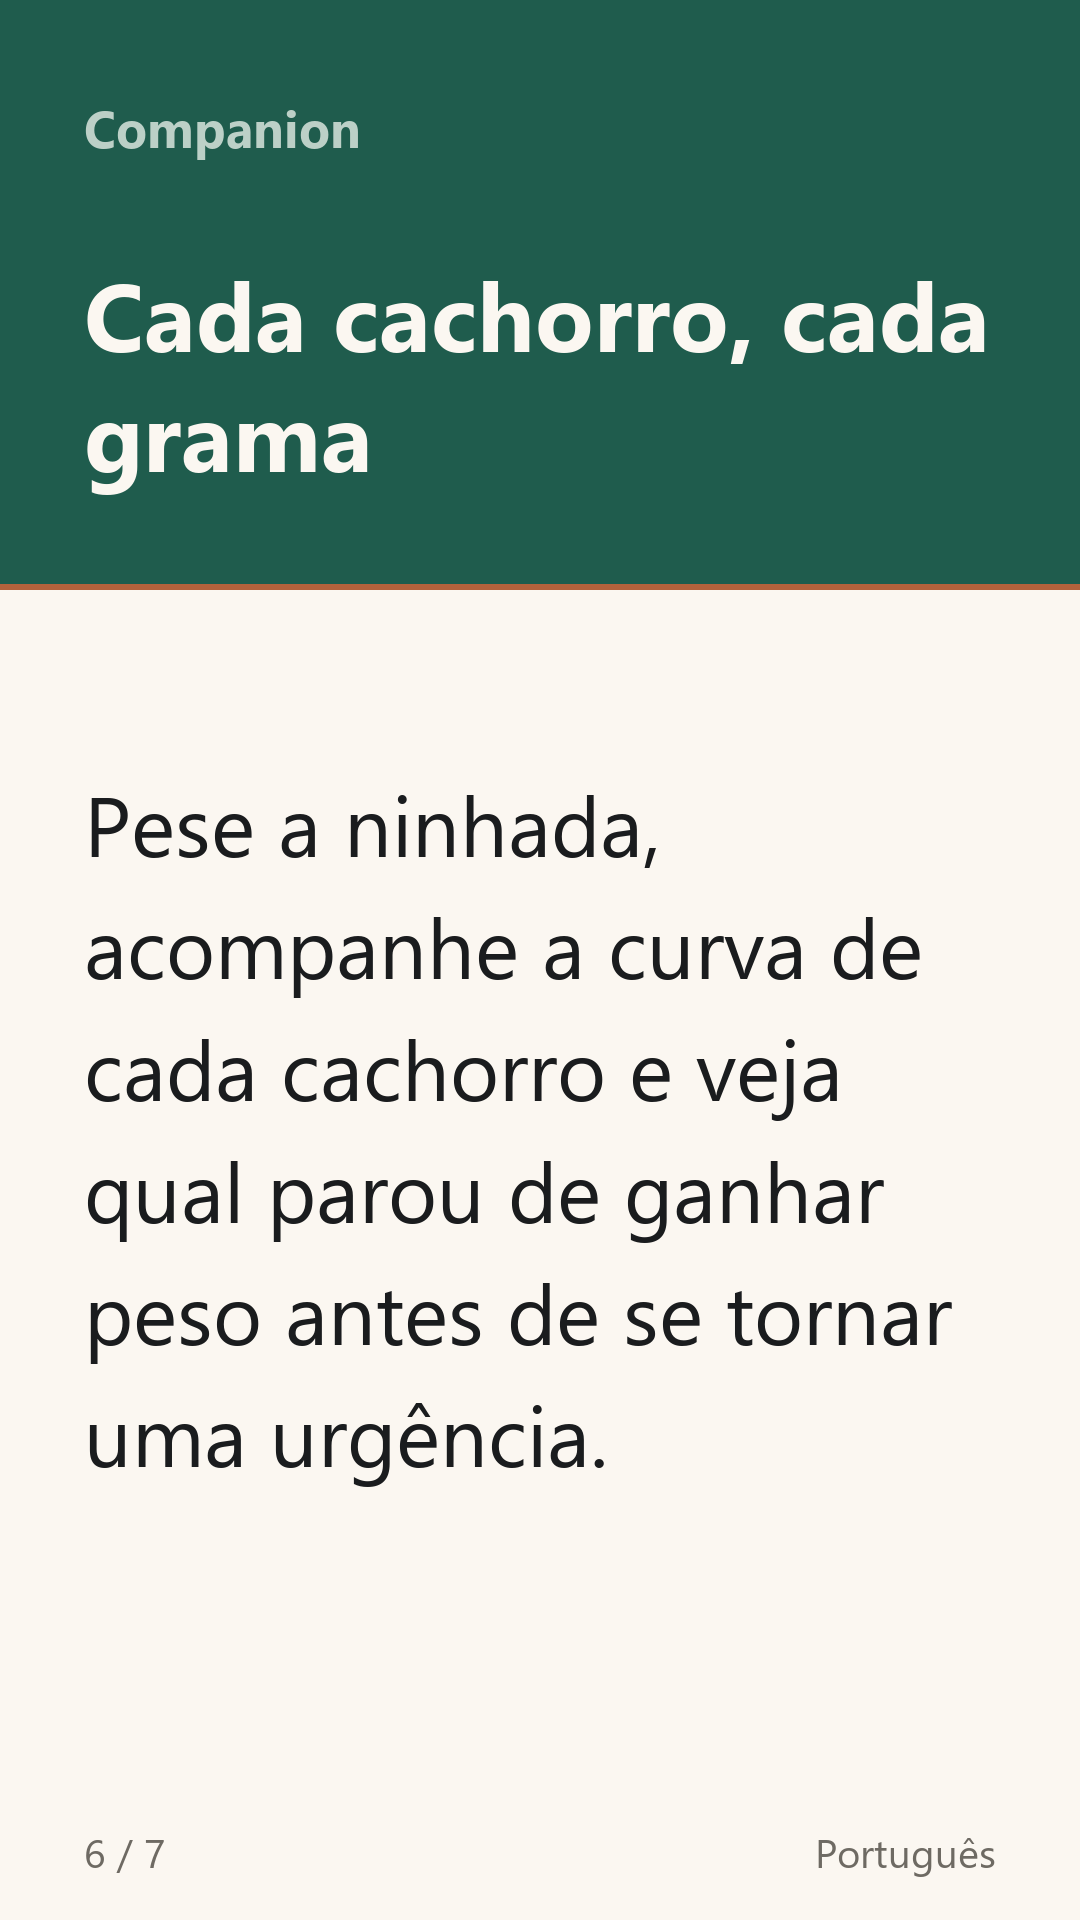 Companion
Cada cachorro, cada
grama
Pese a ninhada,
acompanhe a curva de
cada cachorro e veja
qual parou de ganhar
peso antes de se tornar
uma urgência.
6 / 7
Português